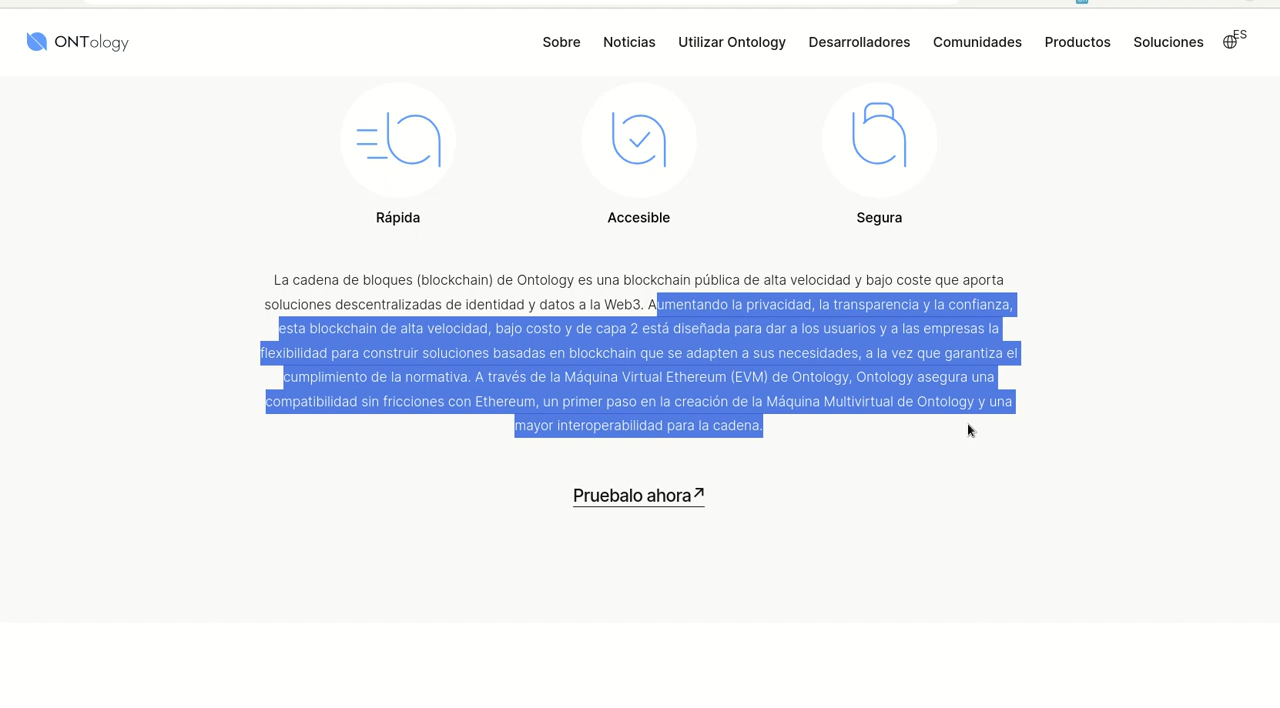 ONTology
Sobre Noticias Utilizar Ontology Desarrolladores Comunidades Productos Soluciones ES
Rápida
Accesible
Segura
La cadena de bloques (blockchain) de Ontology es una blockchain pública de alta velocidad y bajo coste que aporta
soluciones descentralizadas de identidad y datos a la Web3. Aumentando la privacidad, la transparencia y la confianza,
esta blockchain de alta velocidad, bajo costo y de capa 2 está diseñada para dar a los usuarios y a las empresas la
flexibilidad para construir soluciones basadas en blockchain que se adapten a sus necesidades, a la vez que garantiza el
cumplimiento de la normativa. A través de la Máquina Virtual Ethereum (EVM) de Ontology, Ontology asegura una
compatibilidad sin fricciones con Ethereum, un primer paso en la creación de la Máquina Multivirtual de Ontology y una
mayor interoperabilidad para la cadena.
Pruebalo ahora